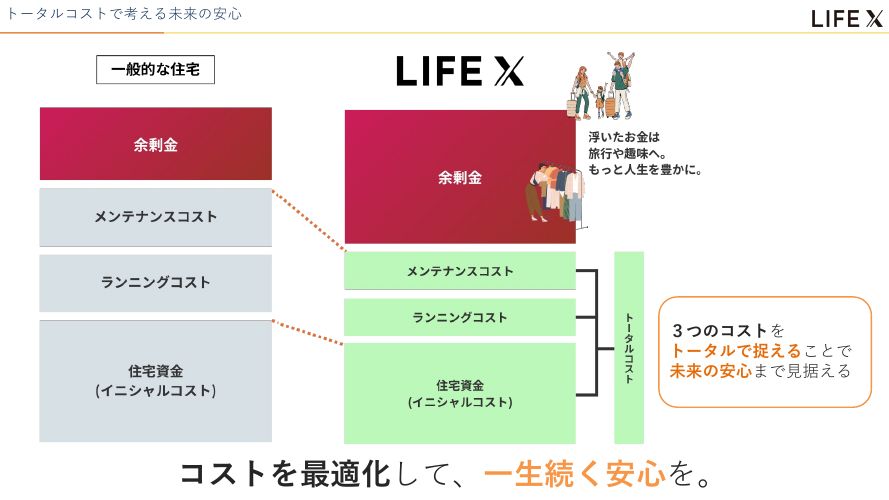 トータルコストで考える未来の安心
LIFE X
一般的な住宅
LIFE X
余剰金
メンテナンスコスト
ランニングコスト
住宅資金
(イニシャルコスト)
余剰金
浮いたお金は
旅行や趣味へ。
もっと人生を豊かに。
メンテナンスコスト
ランニングコスト
住宅資金
(イニシャルコスト)
トータルコスト
3つのコストを
トータルで捉えることで
未来の安心まで見据える
コストを最適化して、一生続く安心を。